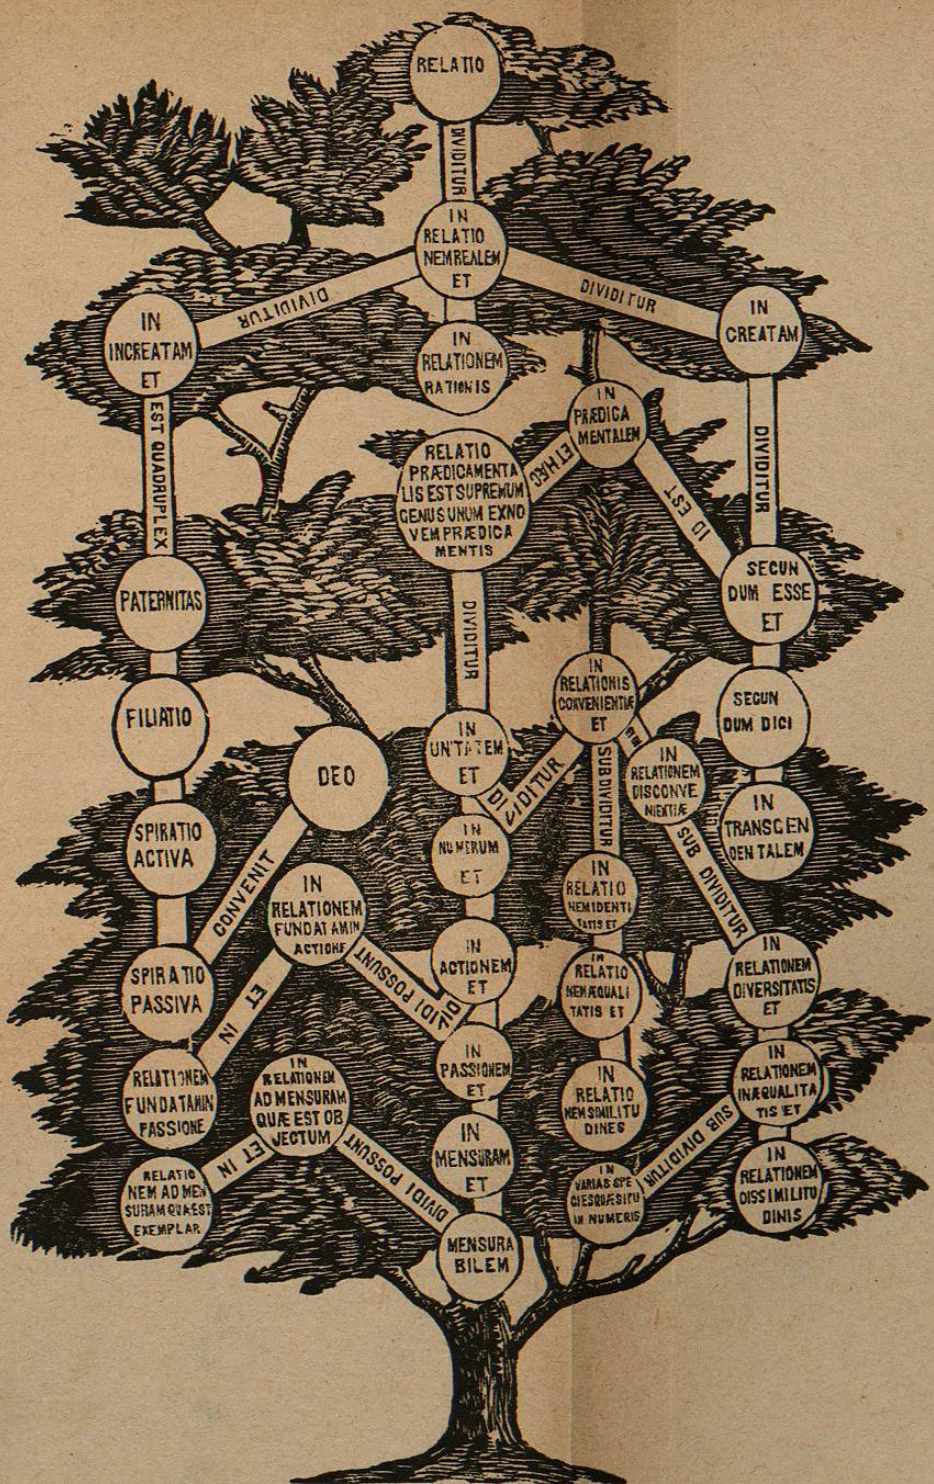 RELATIO
DIVIDITUR
IN
RELATIO
NEM REALEM
ET
DIVIDITUR
DIVIDITUR
IN
INCREATAM
ET
IN
RELATIONEM
RATIONIS
IN
CREATAM
EST QUADRUPLEX
DIVIDITUR
IN
PRÆDICA
MENTALEM
ET HÆC
ID EST
RELATIO
PRÆDICAMENTA
LIS EST SUPREMUM
GENUS UNUM EX NO
VEM PRÆDICA
MENTIS
PATERNITAS
SECUN
DUM ESSE
ET
DIVIDITUR
IN
RELATIONIS
CONVENIENTIÆ
ET
FILIATIO
SECUN
DUM DICI
IN
UNITATEM
ET
DI
VIDITUR
SUBDIVIDITUR
DEO
IN
RELATIONEM
DISCONVE
NIENTIÆ
IN
TRANSCEN
DENTALEM
SPIRATIO
ACTIVA
IN
NUMERUM
ET
CONVENIT
SUB DIVIDITUR
IN
RELATIONEM
FUNDATAM IN
ACTIONE
IN
RELATIO
NEM IDENTI
TATIS ET
SPIRATIO
PASSIVA
IN
ACTIONEM
ET
IN
RELATIO
NEM ÆQUALI
TATIS ET
IN
RELATIONEM
DIVERSITATIS
ET
ET
IN
DIVIDI POSSUNT
RELATIONEM
FUNDATAM IN
PASSIONE
IN
RELATIONEM
AD MENSURAM
QUÆ EST OB
JECTUM
IN
PASSIONEM
ET
IN
RELATIO
NEM SIMILITU
DINES
IN
RELATIONEM
INÆQUALITA
TIS ET
ET IN
DIVIDI POSSUNT
SUB DIVIDITUR
RELATIO
NEM AD MEN
SURAM QUÆ EST
EXEMPLAR
IN
MENSURAM
ET
IN
VARIAS SPE
CIES QUÆ SITU
IN NUMERIS
IN
RELATIONEM
DISSIMILITU
DINIS
MENSURA
BILEM